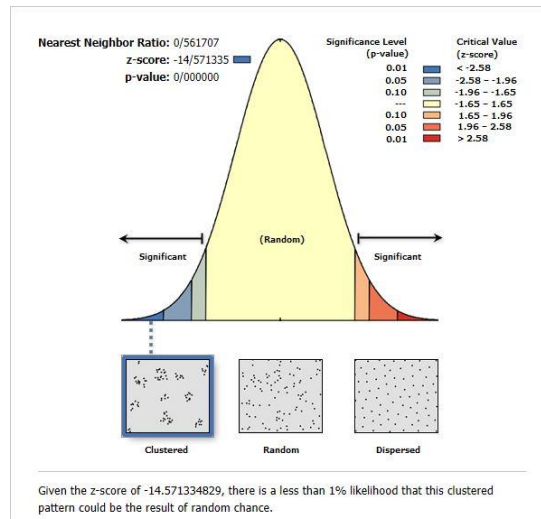 Nearest Neighbor Ratio: 0/561707
z-score: -14/571335
p-value: 0/000000
Significance Level (p-value) Critical Value (z-score)
0.01 < -2.58
0.05 -2.58 – -1.96
0.10 -1.96 – -1.65
--- -1.65 – 1.65
0.10 1.65 – 1.96
0.05 1.96 – 2.58
0.01 > 2.58
(Random)
Significant Significant
Clustered Random Dispersed
Given the z-score of -14.571334829, there is a less than 1% likelihood that this clustered
pattern could be the result of random chance.